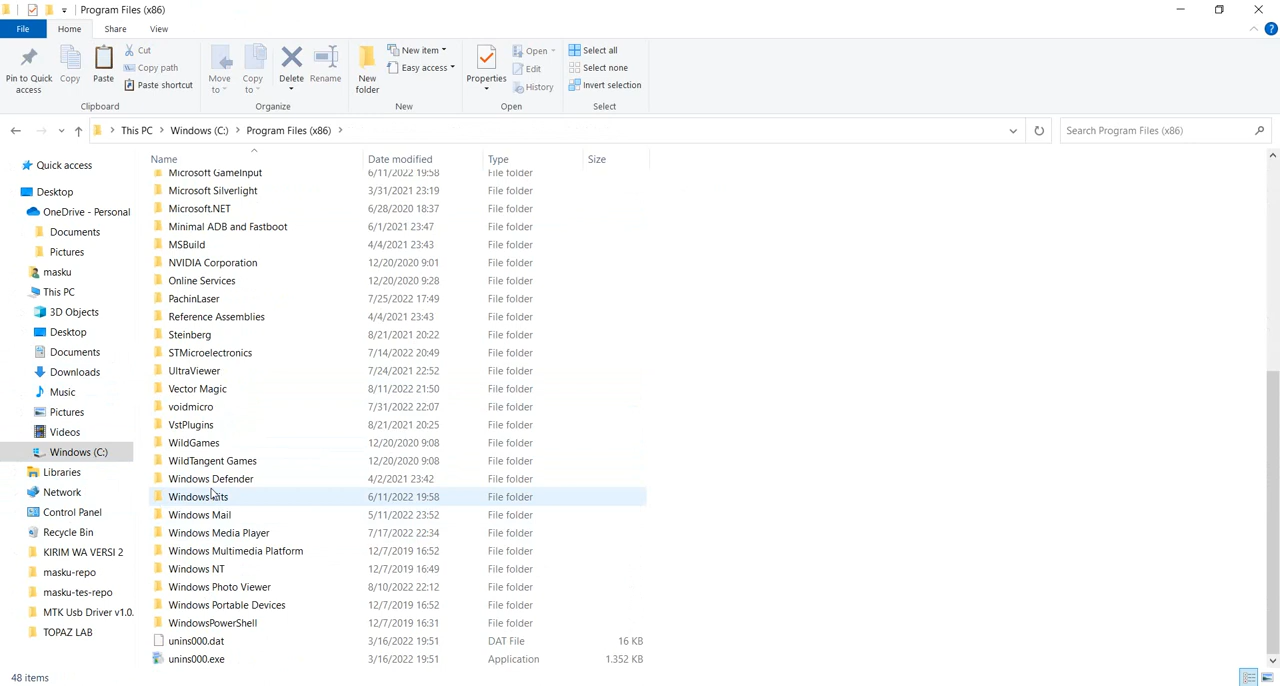 Program Files (x86)
File Home Share View
Pin to Quick access
Copy
Paste
Cut
Copy path
Paste shortcut
Clipboard
Move to
Copy to
Delete
Rename
Organize
New folder
New item
Easy access
New
Properties
Open
Edit
History
Open
Select all
Select none
Invert selection
Select
This PC Windows (C:) Program Files (x86)
Search Program Files (x86)
Quick access
Desktop
OneDrive - Personal
Documents
Pictures
masku
This PC
3D Objects
Desktop
Documents
Downloads
Music
Pictures
Videos
Windows (C:)
Libraries
Network
Control Panel
Recycle Bin
KIRIM WA VERSI 2
masku-repo
masku-tes-repo
MTK Usb Driver v1.0.
TOPAZ LAB
Name Date modified Type Size
Microsoft GameInput 6/11/2022 19:58 File folder
Microsoft Silverlight 3/31/2021 23:19 File folder
Microsoft.NET 6/28/2020 18:37 File folder
Minimal ADB and Fastboot 6/1/2021 23:47 File folder
MSBuild 4/4/2021 23:43 File folder
NVIDIA Corporation 12/20/2020 9:01 File folder
Online Services 12/20/2020 9:28 File folder
PachinLaser 7/25/2022 17:49 File folder
Reference Assemblies 4/4/2021 23:43 File folder
Steinberg 8/21/2021 20:22 File folder
STMicroelectronics 7/14/2022 20:49 File folder
UltraViewer 7/24/2021 22:52 File folder
Vector Magic 8/11/2022 21:50 File folder
voidmicro 7/31/2022 22:07 File folder
VstPlugins 8/21/2021 20:25 File folder
WildGames 12/20/2020 9:08 File folder
WildTangent Games 12/20/2020 9:08 File folder
Windows Defender 4/2/2021 23:42 File folder
Windows Kits 6/11/2022 19:58 File folder
Windows Mail 5/11/2022 23:52 File folder
Windows Media Player 7/17/2022 22:34 File folder
Windows Multimedia Platform 12/7/2019 16:52 File folder
Windows NT 12/7/2019 16:49 File folder
Windows Photo Viewer 8/10/2022 22:12 File folder
Windows Portable Devices 12/7/2019 16:52 File folder
WindowsPowerShell 12/7/2019 16:31 File folder
unins000.dat 3/16/2022 19:51 DAT File 16 KB
unins000.exe 3/16/2022 19:51 Application 1.352 KB
48 items